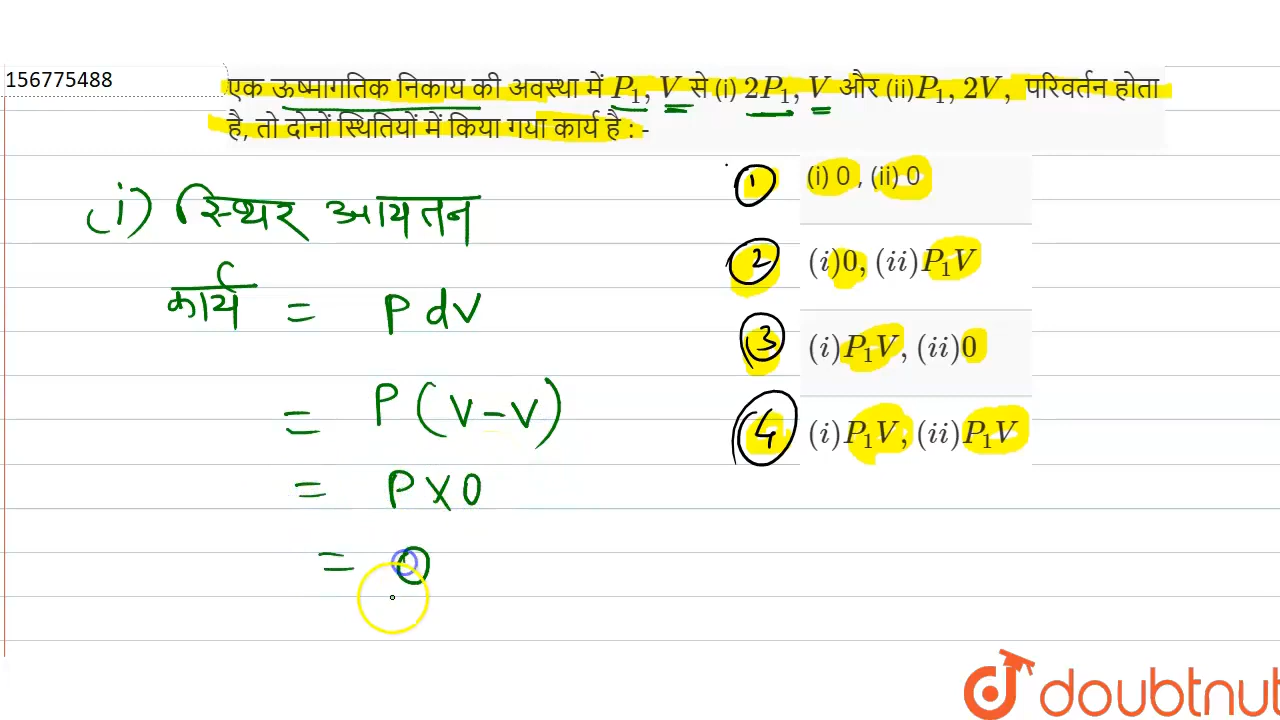 156775488
एक ऊष्मागतिक निकाय की अवस्था में P₁, V से (i) 2P₁, V और (ii)P₁, 2V, परिवर्तन होता
है, तो दोनों स्थितियों में किया गया कार्य है : -
1 (i) 0 , (ii) 0
2 (i)0, (ii)P₁V
3 (i)P₁V, (ii)0
4 (i)P₁V, (ii)P₁V
(i) स्थिर आयतन
कार्य = P dV
= P(V-V)
= P×0
= 0
doubtnut